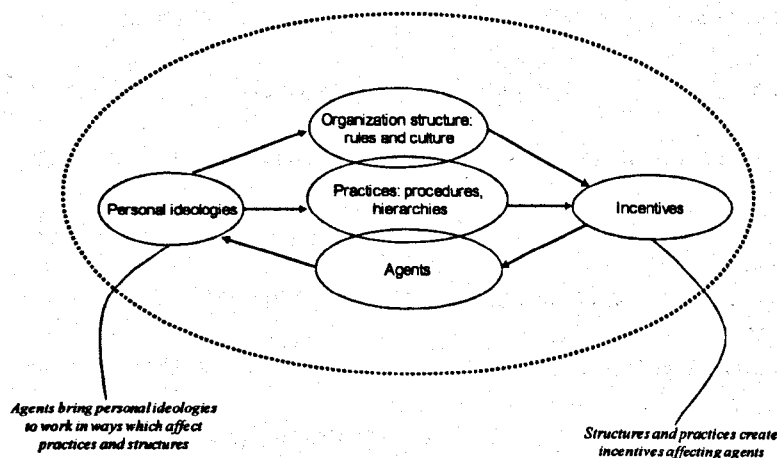 Organization structure:
rules and culture
Practices: procedures,
hierarchies
Personal ideologies
Incentives
Agents
Agents bring personal ideologies
to work in ways which affect
practices and structures
Structures and practices create
incentives affecting agents